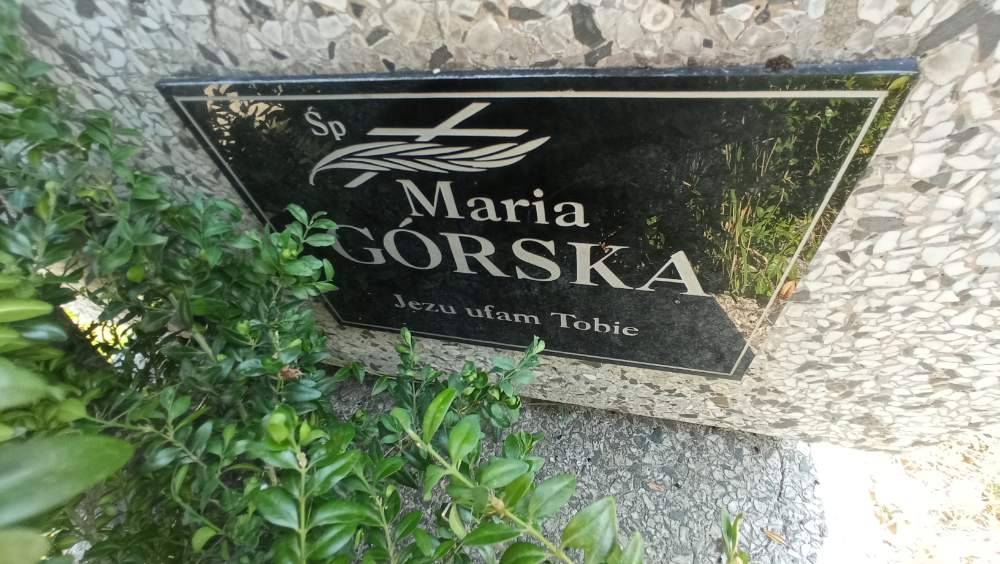 Śp
Maria
GÓRSKA
Jezu ufam Tobie